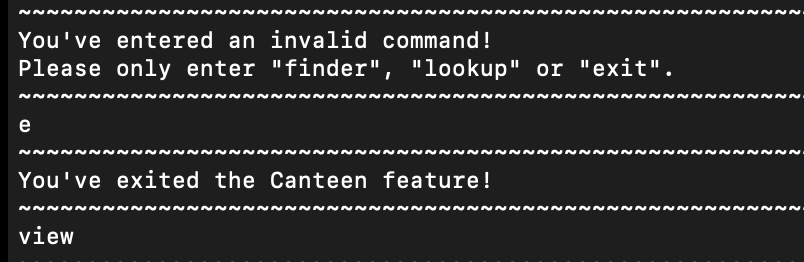 ~~~~~~~~~~~~~~~~~~~~~~~~~~~~~~~~~~~~~~~~~~~~~~~~~~~~~~~~
You've entered an invalid command!
Please only enter "finder", "lookup" or "exit".
~~~~~~~~~~~~~~~~~~~~~~~~~~~~~~~~~~~~~~~~~~~~~~~~~~~~~~~~
e
~~~~~~~~~~~~~~~~~~~~~~~~~~~~~~~~~~~~~~~~~~~~~~~~~~~~~~~~
You've exited the Canteen feature!
~~~~~~~~~~~~~~~~~~~~~~~~~~~~~~~~~~~~~~~~~~~~~~~~~~~~~~~~
view